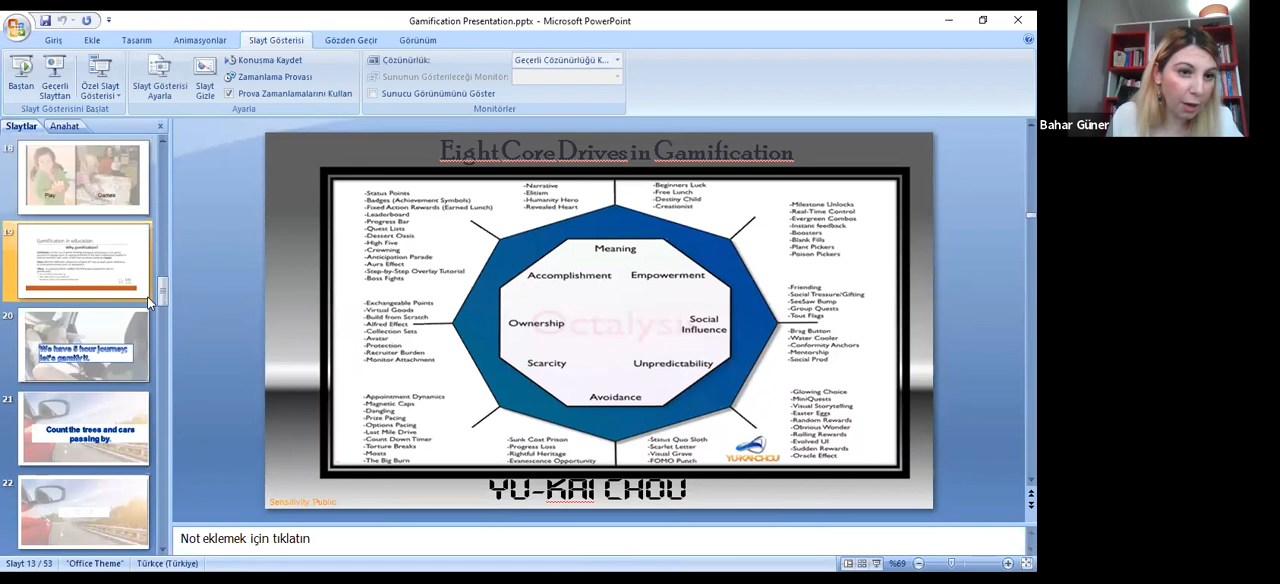 Gamification Presentation.pptx - Microsoft PowerPoint
Giriş Ekle Tasarım Animasyonlar Slayt Gösterisi Gözden Geçir Görünüm
Baştan
Geçerli Slayttan
Özel Slayt Gösterisi
Slayt Gösterisini Başlat
Slayt Gösterisi Ayarla
Slayt Gizle
Konuşma Kaydet
Zamanlama Provası
Prova Zamanlamalarını Kullan
Ayarla
Çözünürlük: Geçerli Çözünürlüğü K...
Sununun Gösterileceği Monitör:
Sunucu Görünümünü Göster
Monitörler
Bahar Güner
Slaytlar Anahat
18
Play Games
19
Gamification in education
Why gamification?
20
We have 5 hour journey,
let's gamify it.
21
Count the trees and cars
passing by.
22
Eight Core Drives in Gamification
-Status Points
-Badges (Achievement Symbols)
-Fixed Action Rewards (Earned Lunch)
-Leaderboard
-Progress Bar
-Quest Lists
-Dessert Oasis
-High Five
-Crowning
-Anticipation Parade
-Aura Effect
-Step-by-Step Overlay Tutorial
-Boss Fights
-Narrative
-Elitism
-Humanity Hero
-Revealed Heart
-Beginners Luck
-Free Lunch
-Destiny Child
-Creationist
-Milestone Unlocks
-Real-Time Control
-Evergreen Combos
-Instant feedback
-Boosters
-Blank Fills
-Plant Pickers
-Poison Pickers
Meaning
Accomplishment Empowerment
Ownership
Octalysis
Social
Influence
Scarcity Unpredictability
Avoidance
-Exchangeable Points
-Virtual Goods
-Build from Scratch
-Alfred Effect
-Collection Sets
-Avatar
-Protection
-Recruiter Burden
-Monitor Attachment
-Friending
-Social Treasure/Gifting
-SeeSaw Bump
-Group Quests
-Tout Flags
-Brag Button
-Water Cooler
-Conformity Anchors
-Mentorship
-Social Prod
-Appointment Dynamics
-Magnetic Caps
-Dangling
-Prize Pacing
-Options Pacing
-Last Mile Drive
-Count Down Timer
-Torture Breaks
-Moats
-The Big Burn
-Sunk Cost Prison
-Progress Loss
-Rightful Heritage
-Evanescence Opportunity
-Status Quo Sloth
-Scarlet Letter
-Visual Grave
-FOMO Punch
-Glowing Choice
-MiniQuests
-Visual Storytelling
-Easter Eggs
-Random Rewards
-Obvious Wonder
-Rolling Rewards
-Evolved UI
-Sudden Rewards
-Oracle Effect
YUKAICHOU
YU-KAI CHOU
Sensitivity: Public
Not eklemek için tıklatın
Slayt 13 / 53 "Office Theme" Türkçe (Türkiye) %69